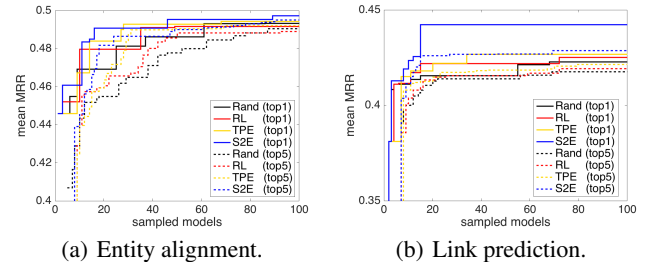 0.5
0.48
0.46
0.44
0.42
0.4
mean MRR
0 20 40 60 80 100
sampled models
Rand (top1)
RL (top1)
TPE (top1)
S2E (top1)
Rand (top5)
RL (top5)
TPE (top5)
S2E (top5)
(a) Entity alignment.
0.45
0.4
0.35
mean MRR
0 20 40 60 80 100
sampled models
Rand (top1)
RL (top1)
TPE (top1)
S2E (top1)
Rand (top5)
RL (top5)
TPE (top5)
S2E (top5)
(b) Link prediction.